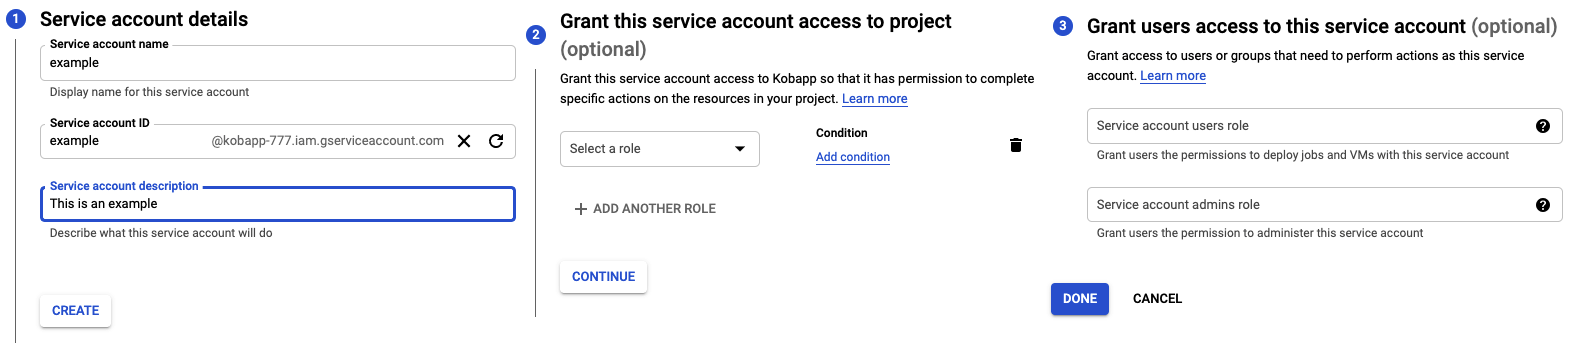 1
Service account details
Service account name
example
Display name for this service account
Service account ID
example
@kobapp-777.iam.gserviceaccount.com
Service account description
This is an example
Describe what this service account will do
CREATE
2
Grant this service account access to project
(optional)
Grant this service account access to Kobapp so that it has permission to complete
specific actions on the resources in your project. Learn more
Select a role
Condition
Add condition
ADD ANOTHER ROLE
CONTINUE
3
Grant users access to this service account (optional)
Grant access to users or groups that need to perform actions as this service
account. Learn more
Service account users role
?
Grant users the permissions to deploy jobs and VMs with this service account
Service account admins role
?
Grant users the permission to administer this service account
DONE
CANCEL